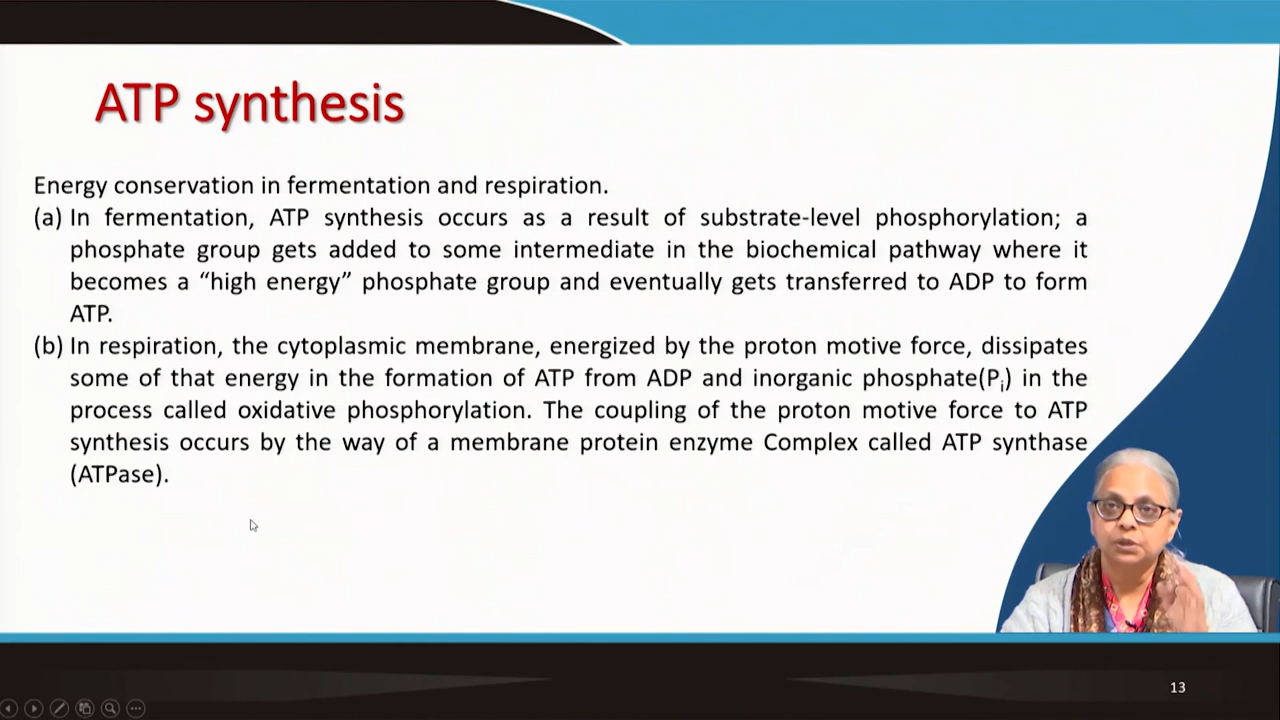 ATP synthesis
Energy conservation in fermentation and respiration.
(a) In fermentation, ATP synthesis occurs as a result of substrate-level phosphorylation; a
phosphate group gets added to some intermediate in the biochemical pathway where it
becomes a “high energy” phosphate group and eventually gets transferred to ADP to form
ATP.
(b) In respiration, the cytoplasmic membrane, energized by the proton motive force, dissipates
some of that energy in the formation of ATP from ADP and inorganic phosphate(Pi) in the
process called oxidative phosphorylation. The coupling of the proton motive force to ATP
synthesis occurs by the way of a membrane protein enzyme Complex called ATP synthase
(ATPase).
13